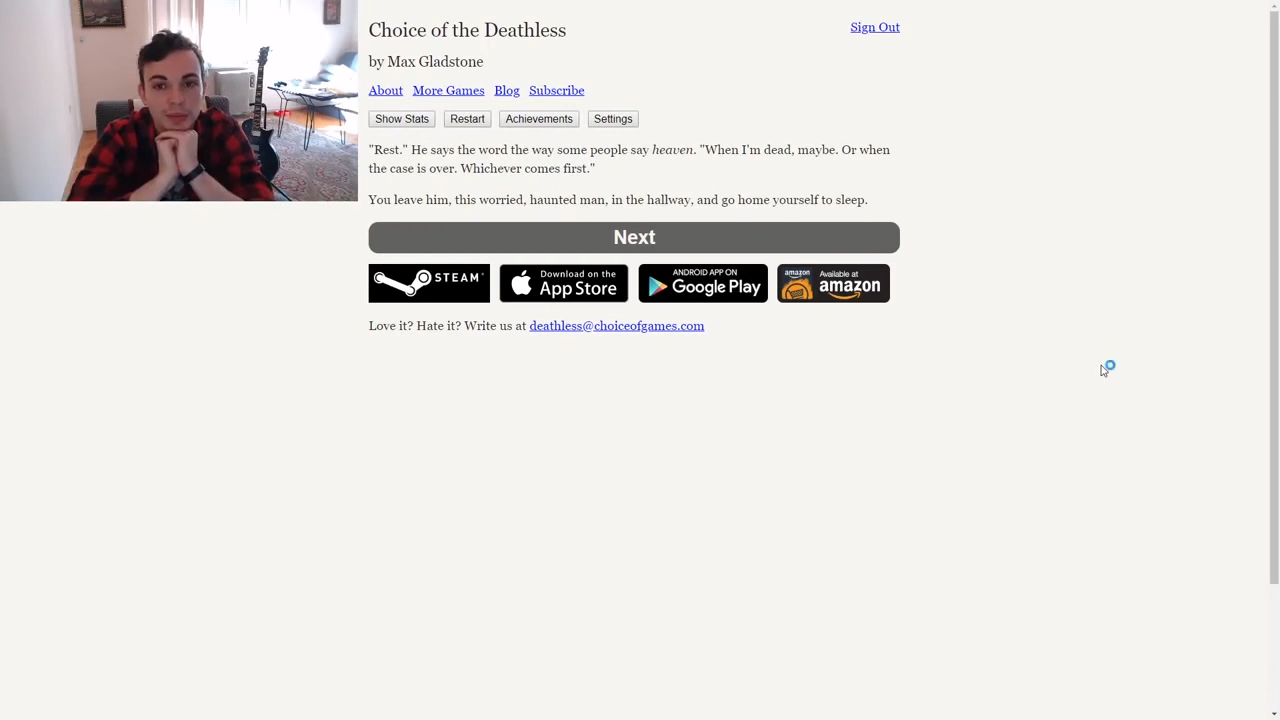 Choice of the Deathless
Sign Out
by Max Gladstone
About More Games Blog Subscribe
Show Stats Restart Achievements Settings
"Rest." He says the word the way some people say heaven. "When I'm dead, maybe. Or when
the case is over. Whichever comes first."
You leave him, this worried, haunted man, in the hallway, and go home yourself to sleep.
Next
STEAM
Download on the
App Store
ANDROID APP ON
Google Play
amazon
Available at
amazon
Love it? Hate it? Write us at deathless@choiceofgames.com